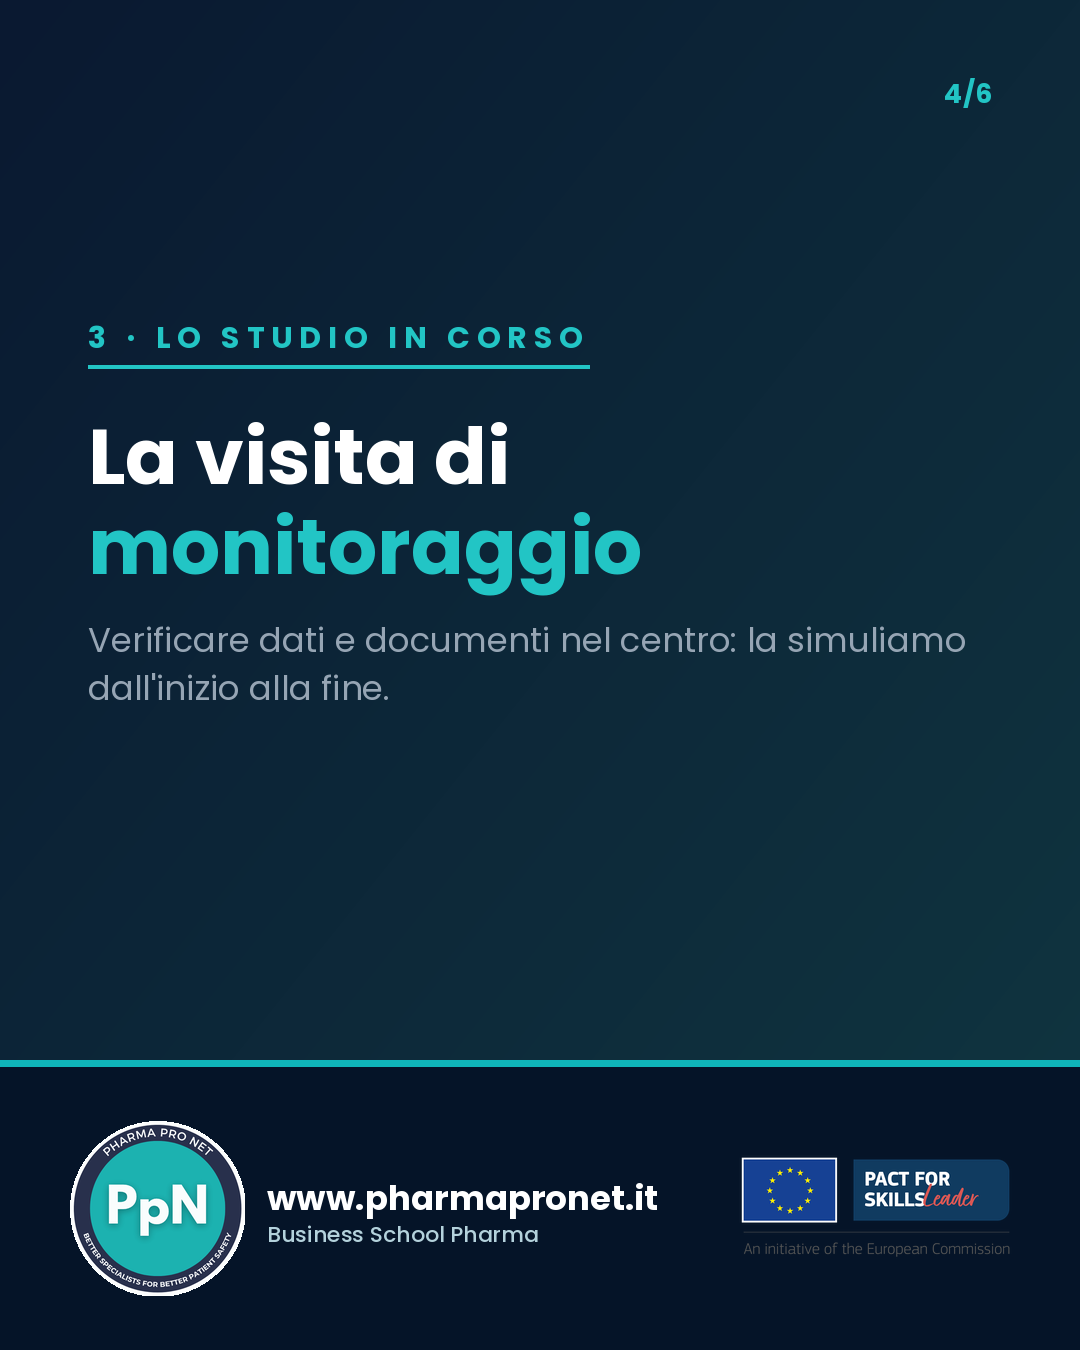 4/6
3 · LO STUDIO IN CORSO
La visita di
monitoraggio
Verificare dati e documenti nel centro: la simuliamo
dall'inizio alla fine.
PHARMA PRO NET
PpN
BETTER SPECIALISTS FOR BETTER PATIENT SAFETY
www.pharmapronet.it
Business School Pharma
PACT FOR
SKILLS Leader
An initiative of the European Commission